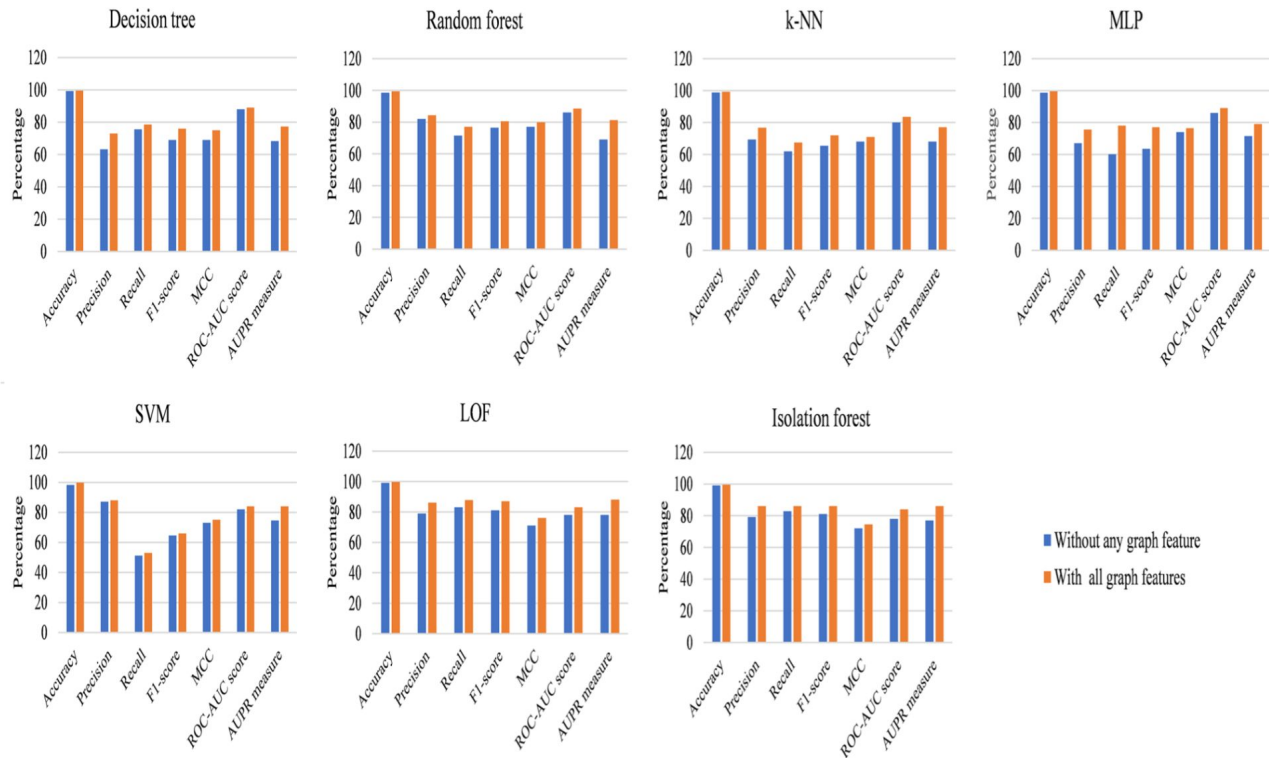 Decision tree
Random forest
k-NN
MLP
120
100
80
60
40
20
0
Percentage
Accuracy
Precision
Recall
F1-score
MCC
ROC-AUC score
AUPR measure
120
100
80
60
40
20
0
Percentage
Accuracy
Precision
Recall
F1-score
MCC
ROC-AUC score
AUPR measure
120
100
80
60
40
20
0
Percentage
Accuracy
Precision
Recall
F1-score
MCC
ROC-AUC score
AUPR measure
120
100
80
60
40
20
0
Percentage
Accuracy
Precision
Recall
F1-score
MCC
ROC-AUC score
AUPR measure
SVM
LOF
Isolation forest
120
100
80
60
40
20
0
Percentage
Accuracy
Precision
Recall
F1-score
MCC
ROC-AUC score
AUPR measure
120
100
80
60
40
20
0
Percentage
Accuracy
Precision
Recall
F1-score
MCC
ROC-AUC score
AUPR measure
120
100
80
60
40
20
0
Percentage
Accuracy
Precision
Recall
F1-score
MCC
ROC-AUC score
AUPR measure
Without any graph feature
With all graph features